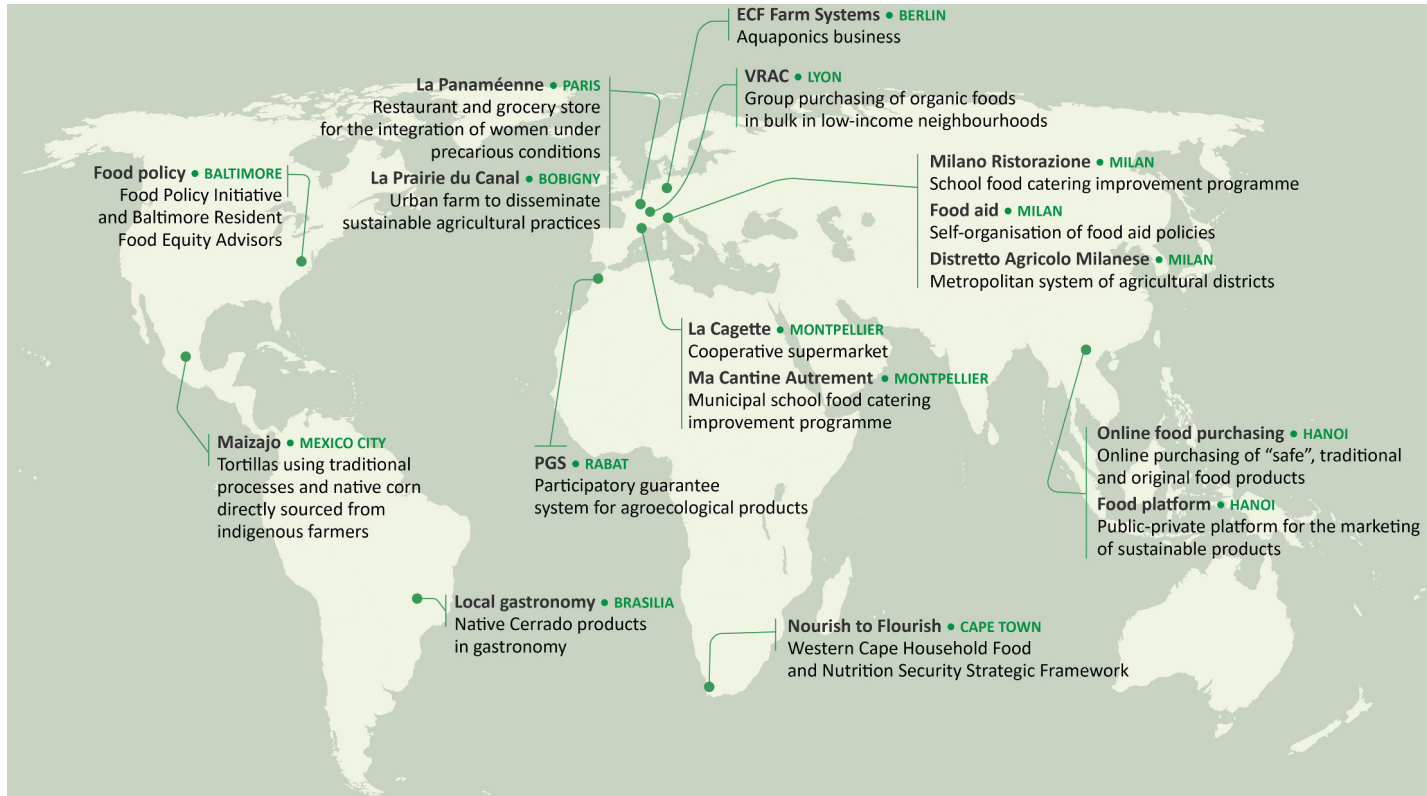 ECF Farm Systems • BERLIN
Aquaponics business
La Panaméenne • PARIS
Restaurant and grocery store
for the integration of women under
precarious conditions
La Prairie du Canal • BOBIGNY
Urban farm to disseminate
sustainable agricultural practices
VRAC • LYON
Group purchasing of organic foods
in bulk in low-income neighbourhoods
Food policy • BALTIMORE
Food Policy Initiative
and Baltimore Resident
Food Equity Advisors
Milano Ristorazione • MILAN
School food catering improvement programme
Food aid • MILAN
Self-organisation of food aid policies
Distretto Agricolo Milanese • MILAN
Metropolitan system of agricultural districts
La Cagette • MONTPELLIER
Cooperative supermarket
Ma Cantine Autrement • MONTPELLIER
Municipal school food catering
improvement programme
Maizajo • MEXICO CITY
Tortillas using traditional
processes and native corn
directly sourced from
indigenous farmers
PGS • RABAT
Participatory guarantee
system for agroecological products
Online food purchasing • HANOI
Online purchasing of “safe”, traditional
and original food products
Food platform • HANOI
Public-private platform for the marketing
of sustainable products
Local gastronomy • BRASILIA
Native Cerrado products
in gastronomy
Nourish to Flourish • CAPE TOWN
Western Cape Household Food
and Nutrition Security Strategic Framework